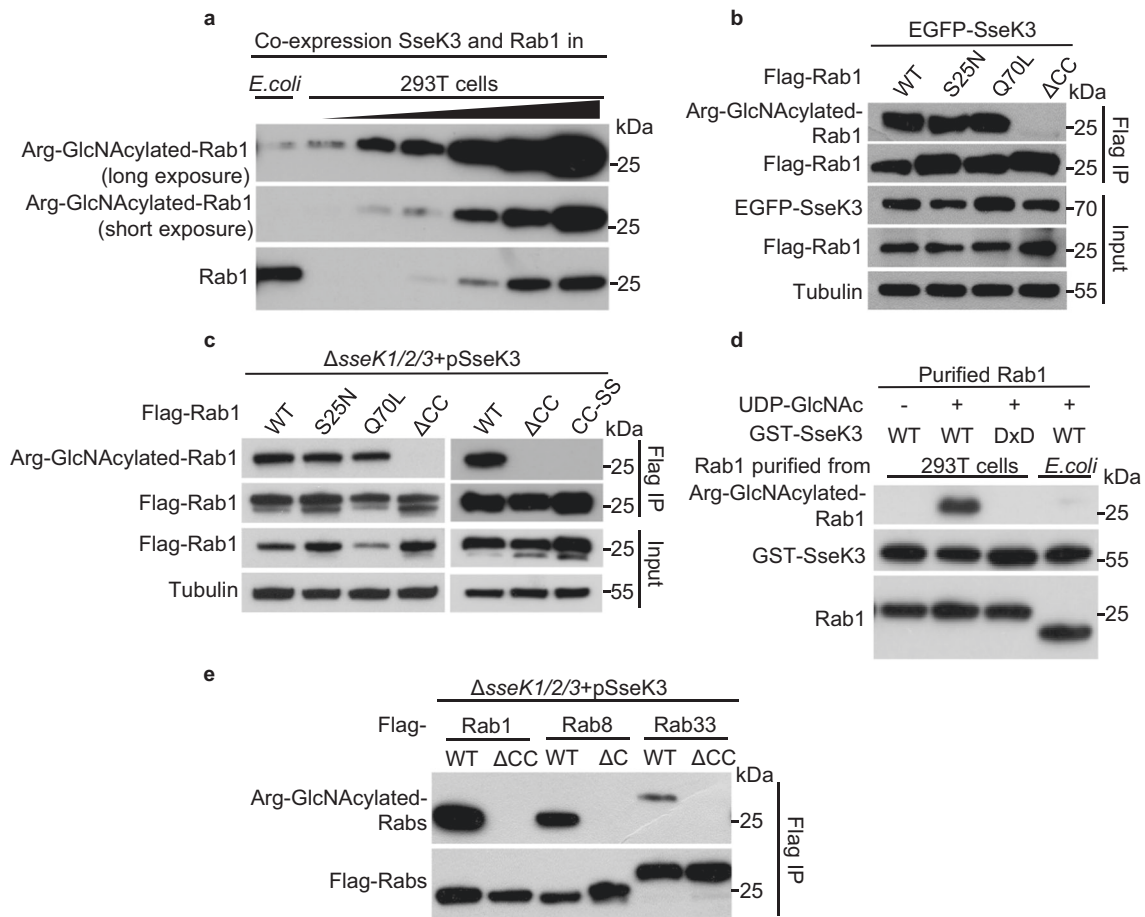 a
Co-expression SseK3 and Rab1 in
E.coli 293T cells
kDa
Arg-GlcNAcylated-Rab1
(long exposure)
-25
Arg-GlcNAcylated-Rab1
(short exposure)
-25
Rab1
-25
b
EGFP-SseK3
Flag-Rab1 WT S25N Q70L ΔCC
kDa
Arg-GlcNAcylated-
Rab1
-25
Flag-Rab1 -25
Flag IP
EGFP-SseK3 -70
Flag-Rab1 -25
Tubulin -55
Input
c
ΔsseK1/2/3+pSseK3
Flag-Rab1 WT S25N Q70L ΔCC WT ΔCC CC-SS
kDa
Arg-GlcNAcylated-Rab1 -25
Flag-Rab1 -25
Flag IP
Flag-Rab1 -25
Tubulin -55
Input
d
Purified Rab1
UDP-GlcNAc - + + +
GST-SseK3 WT WT DxD WT
Rab1 purified from 293T cells E.coli
kDa
Arg-GlcNAcylated-
Rab1
-25
GST-SseK3 -55
Rab1 -25
e
ΔsseK1/2/3+pSseK3
Flag- Rab1 Rab8 Rab33
WT ΔCC WT ΔC WT ΔCC
kDa
Arg-GlcNAcylated-
Rabs
-25
Flag-Rabs
-25
Flag IP